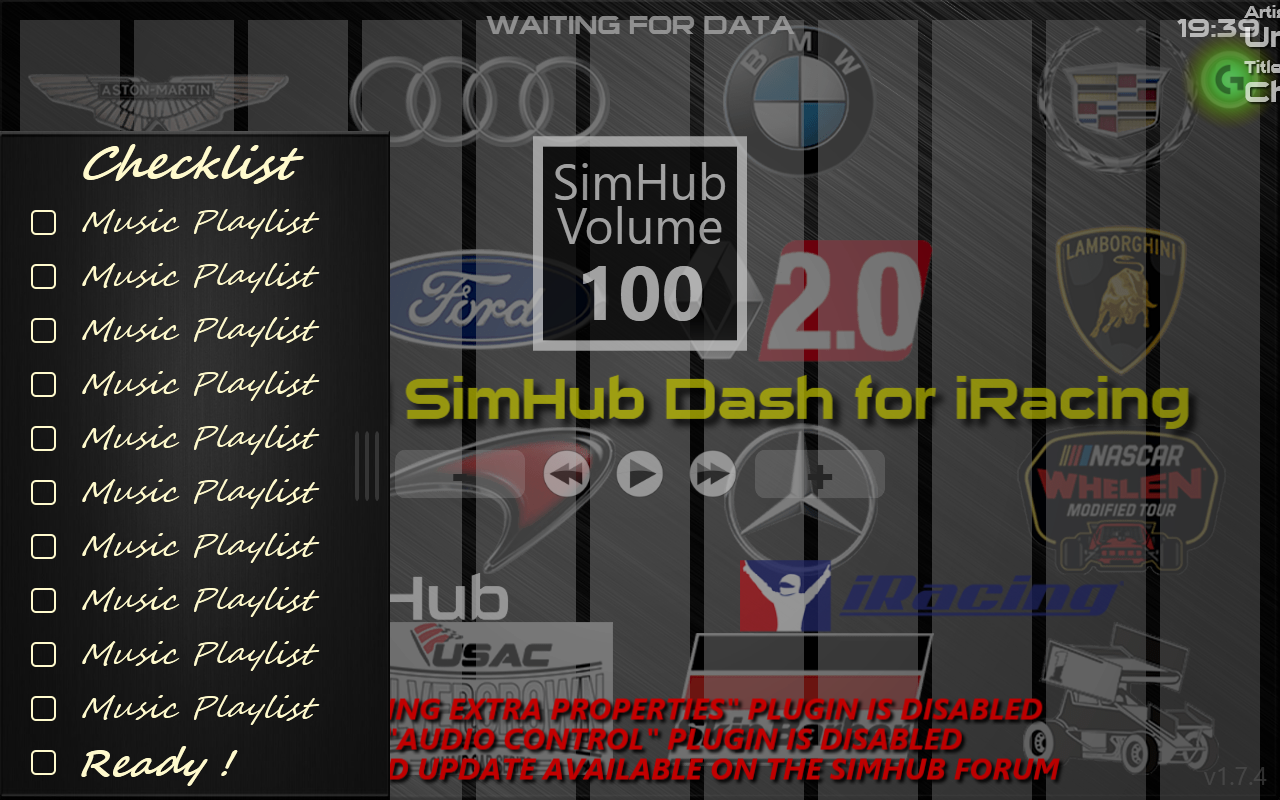 WAITING FOR DATA
19:39
Title
ASTON-MARTIN
BMW
Checklist
Music Playlist
Music Playlist
Music Playlist
Music Playlist
Music Playlist
Music Playlist
Music Playlist
Music Playlist
Music Playlist
Music Playlist
Ready !
SimHub
Volume
100
Ford
2.0
LAMBORGHINI
SimHub Dash for iRacing
-
+
NASCAR
WHELEN
MODIFIED TOUR
Hub
iRacing
USAC
ING EXTRA PROPERTIES" PLUGIN IS DISABLED
"AUDIO CONTROL" PLUGIN IS DISABLED
D UPDATE AVAILABLE ON THE SIMHUB FORUM
v1.7.4